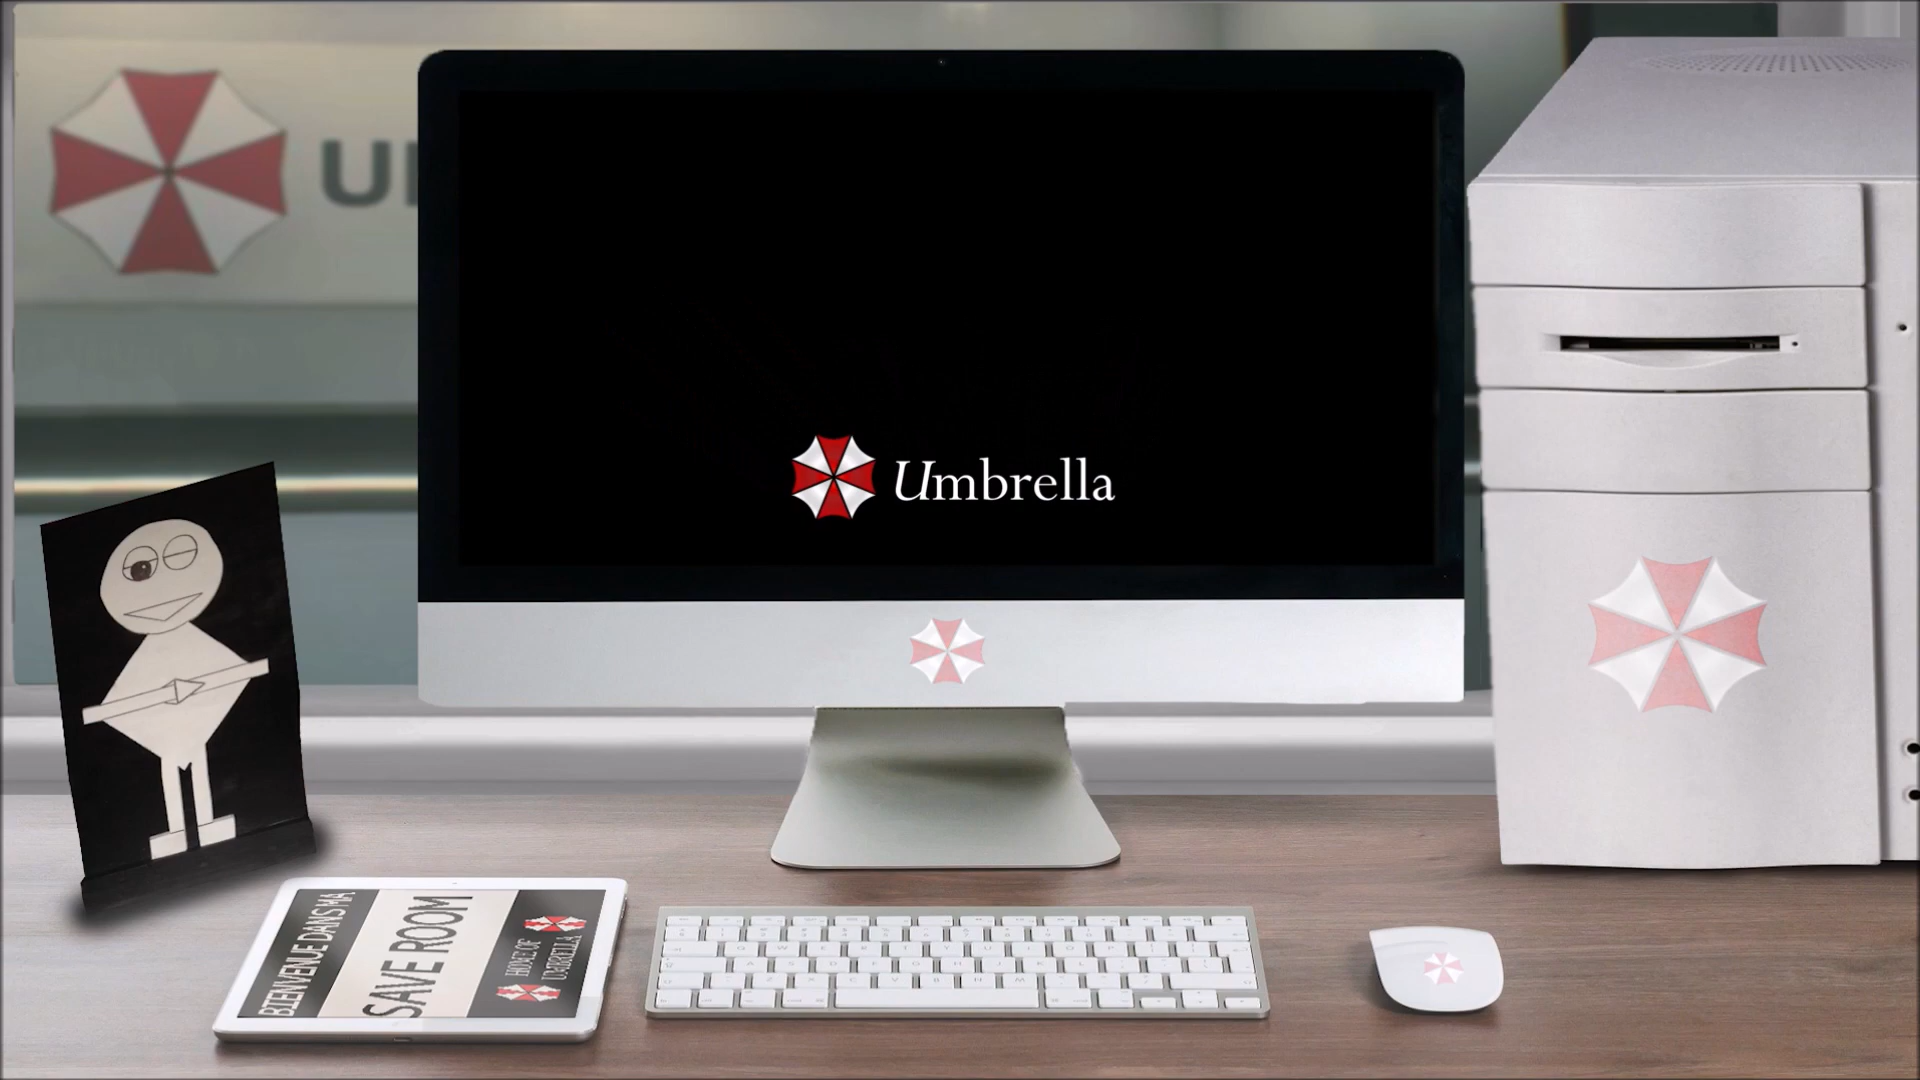 U
Umbrella
BIENVENUE DANS MA
SAVE ROOM
HOME OF
UMBRELLA